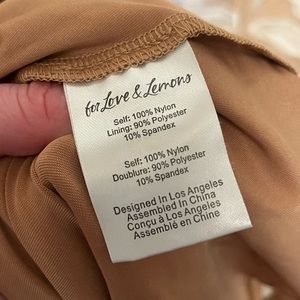 for Love & Lemons
Self: 100% Nylon
Lining: 90% Polyester
10% Spandex
Self: 100% Nylon
Doublure: 90% Polyester
10% Spandex
Designed In Los Angeles
Assembled In China
Conçu à Los Angeles
Assemblé en Chine